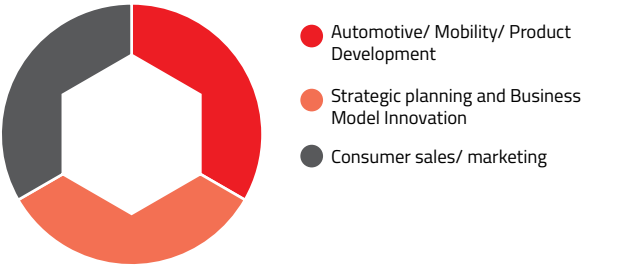 Automotive/ Mobility/ Product
Development
Strategic planning and Business
Model Innovation
Consumer sales/ marketing